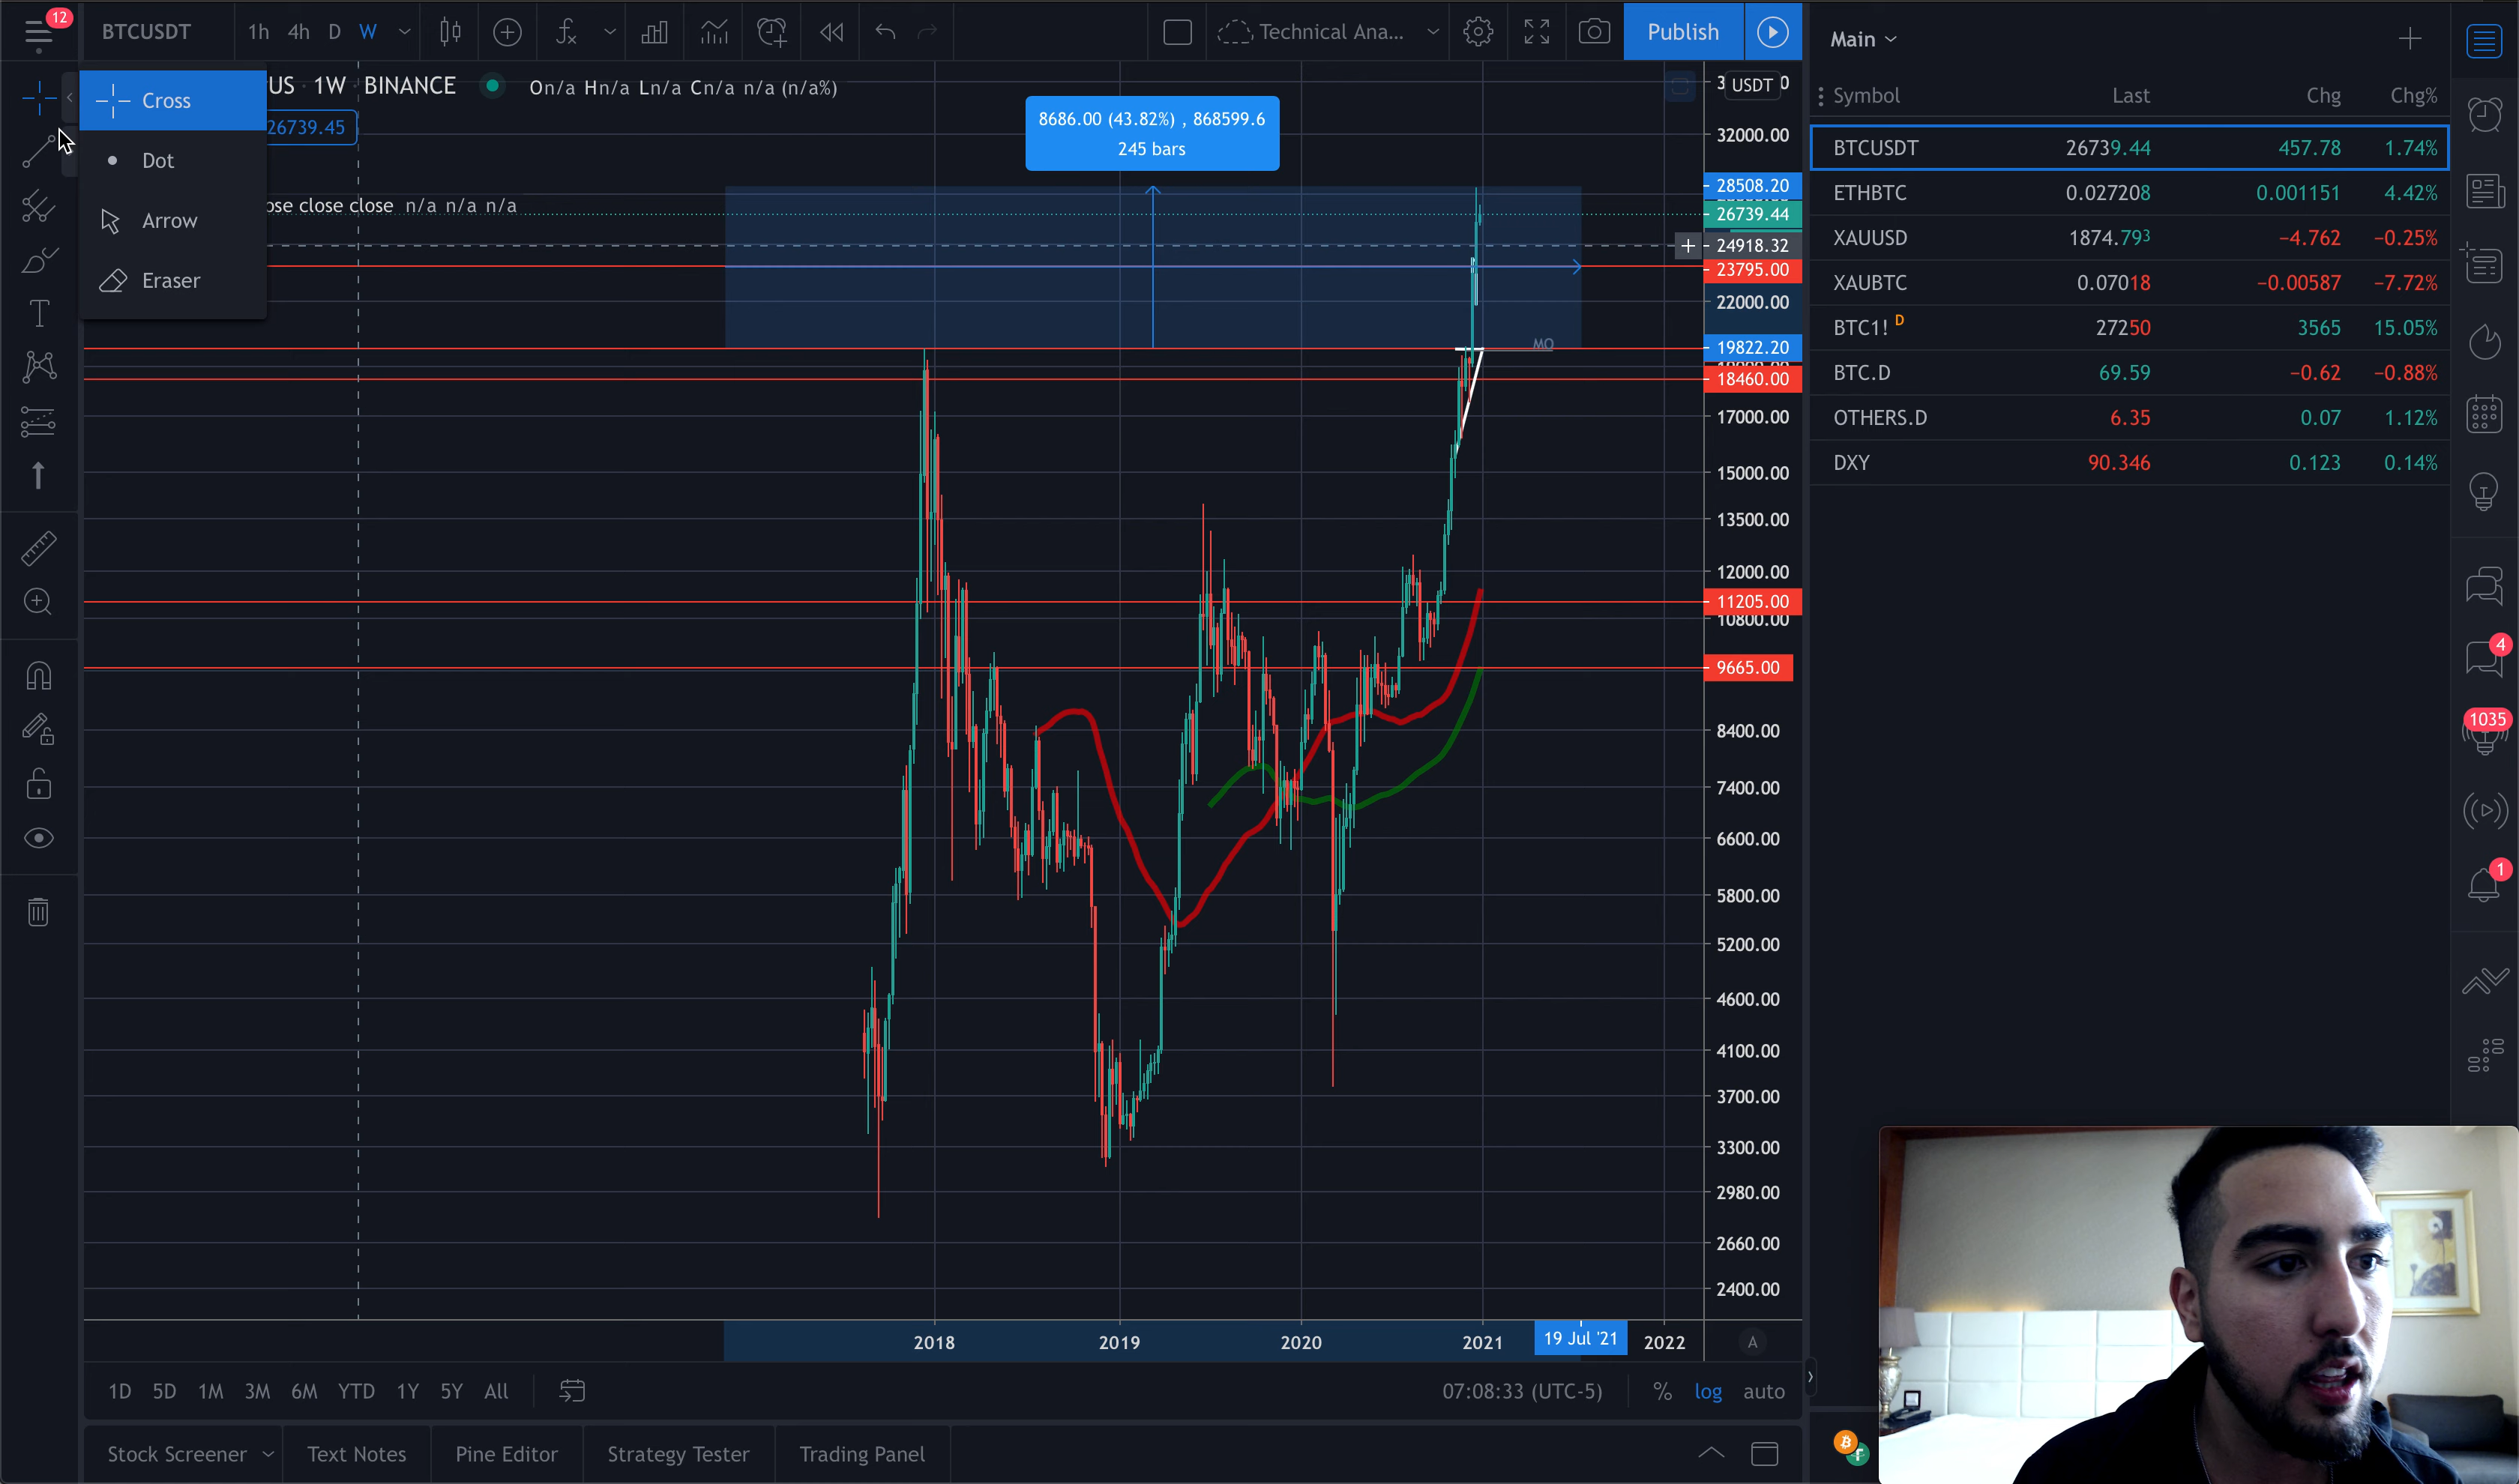 12
BTCUSDT
1h 4h D W
Technical Ana...
Publish
Cross
Dot
Arrow
Eraser
US · 1W · BINANCE
On/a Hn/a Ln/a Cn/a n/a (n/a%)
26739.45
close close n/a n/a n/a
8686.00 (43.82%) , 868599.6
245 bars
MO
USDT
32000.00
28508.20
26739.44
24918.32
23795.00
22000.00
19822.20
18460.00
17000.00
15000.00
13500.00
12000.00
11205.00
10800.00
9665.00
8400.00
7400.00
6600.00
5800.00
5200.00
4600.00
4100.00
3700.00
3300.00
2980.00
2660.00
2400.00
2018 2019 2020 2021 19 Jul '21 2022
A
1D 5D 1M 3M 6M YTD 1Y 5Y All
07:08:33 (UTC-5) % log auto
Stock Screener Text Notes Pine Editor Strategy Tester Trading Panel
Main
Symbol Last Chg Chg%
BTCUSDT 26739.44 457.78 1.74%
ETHBTC 0.027208 0.001151 4.42%
XAUUSD 1874.793 −4.762 −0.25%
XAUBTC 0.07018 −0.00587 −7.72%
BTC1! D 27250 3565 15.05%
BTC.D 69.59 −0.62 −0.88%
OTHERS.D 6.35 0.07 1.12%
DXY 90.346 0.123 0.14%
4
1035
1